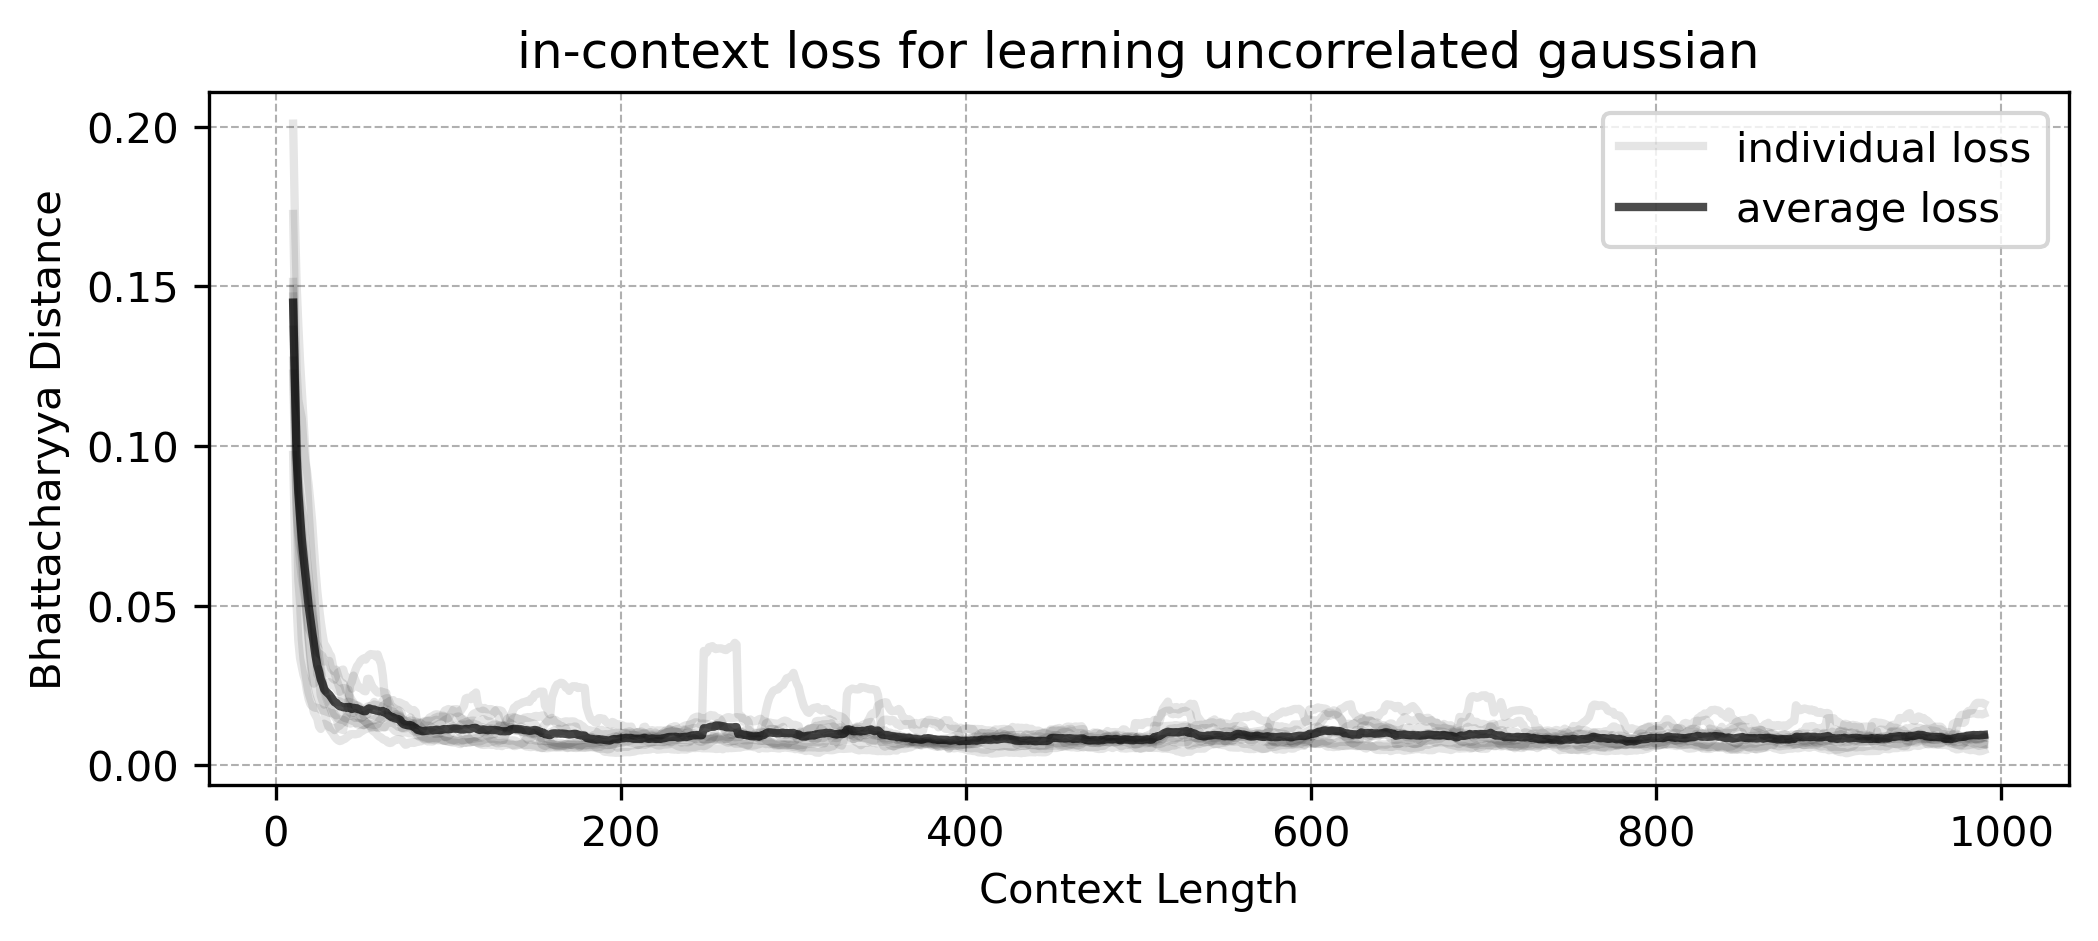 in-context loss for learning uncorrelated gaussian
individual loss
average loss
Bhattacharyya Distance
0.20
0.15
0.10
0.05
0.00
0 200 400 600 800 1000
Context Length